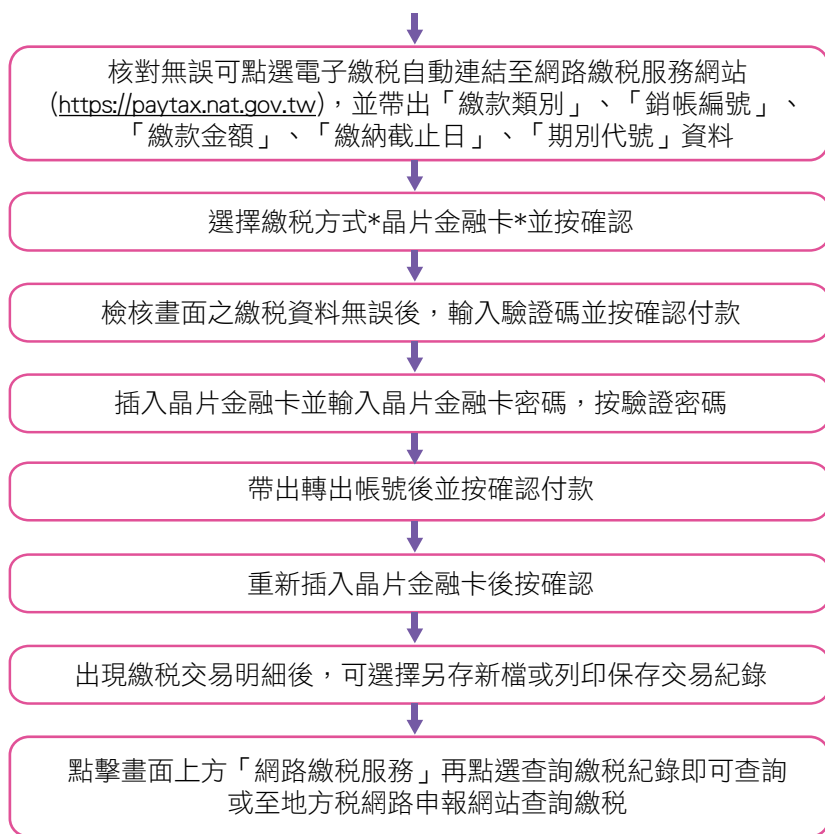 核對無誤可點選電子繳稅自動連結至網路繳稅服務網站
(https://paytax.nat.gov.tw)，並帶出「繳款類別」、「銷帳編號」、
「繳款金額」、「繳納截止日」、「期別代號」資料
選擇繳稅方式*晶片金融卡*並按確認
檢核畫面之繳稅資料無誤後，輸入驗證碼並按確認付款
插入晶片金融卡並輸入晶片金融卡密碼，按驗證密碼
帶出轉出帳號後並按確認付款
重新插入晶片金融卡後按確認
出現繳稅交易明細後，可選擇另存新檔或列印保存交易紀錄
點擊畫面上方「網路繳稅服務」再點選查詢繳稅紀錄即可查詢
或至地方稅網路申報網站查詢繳稅